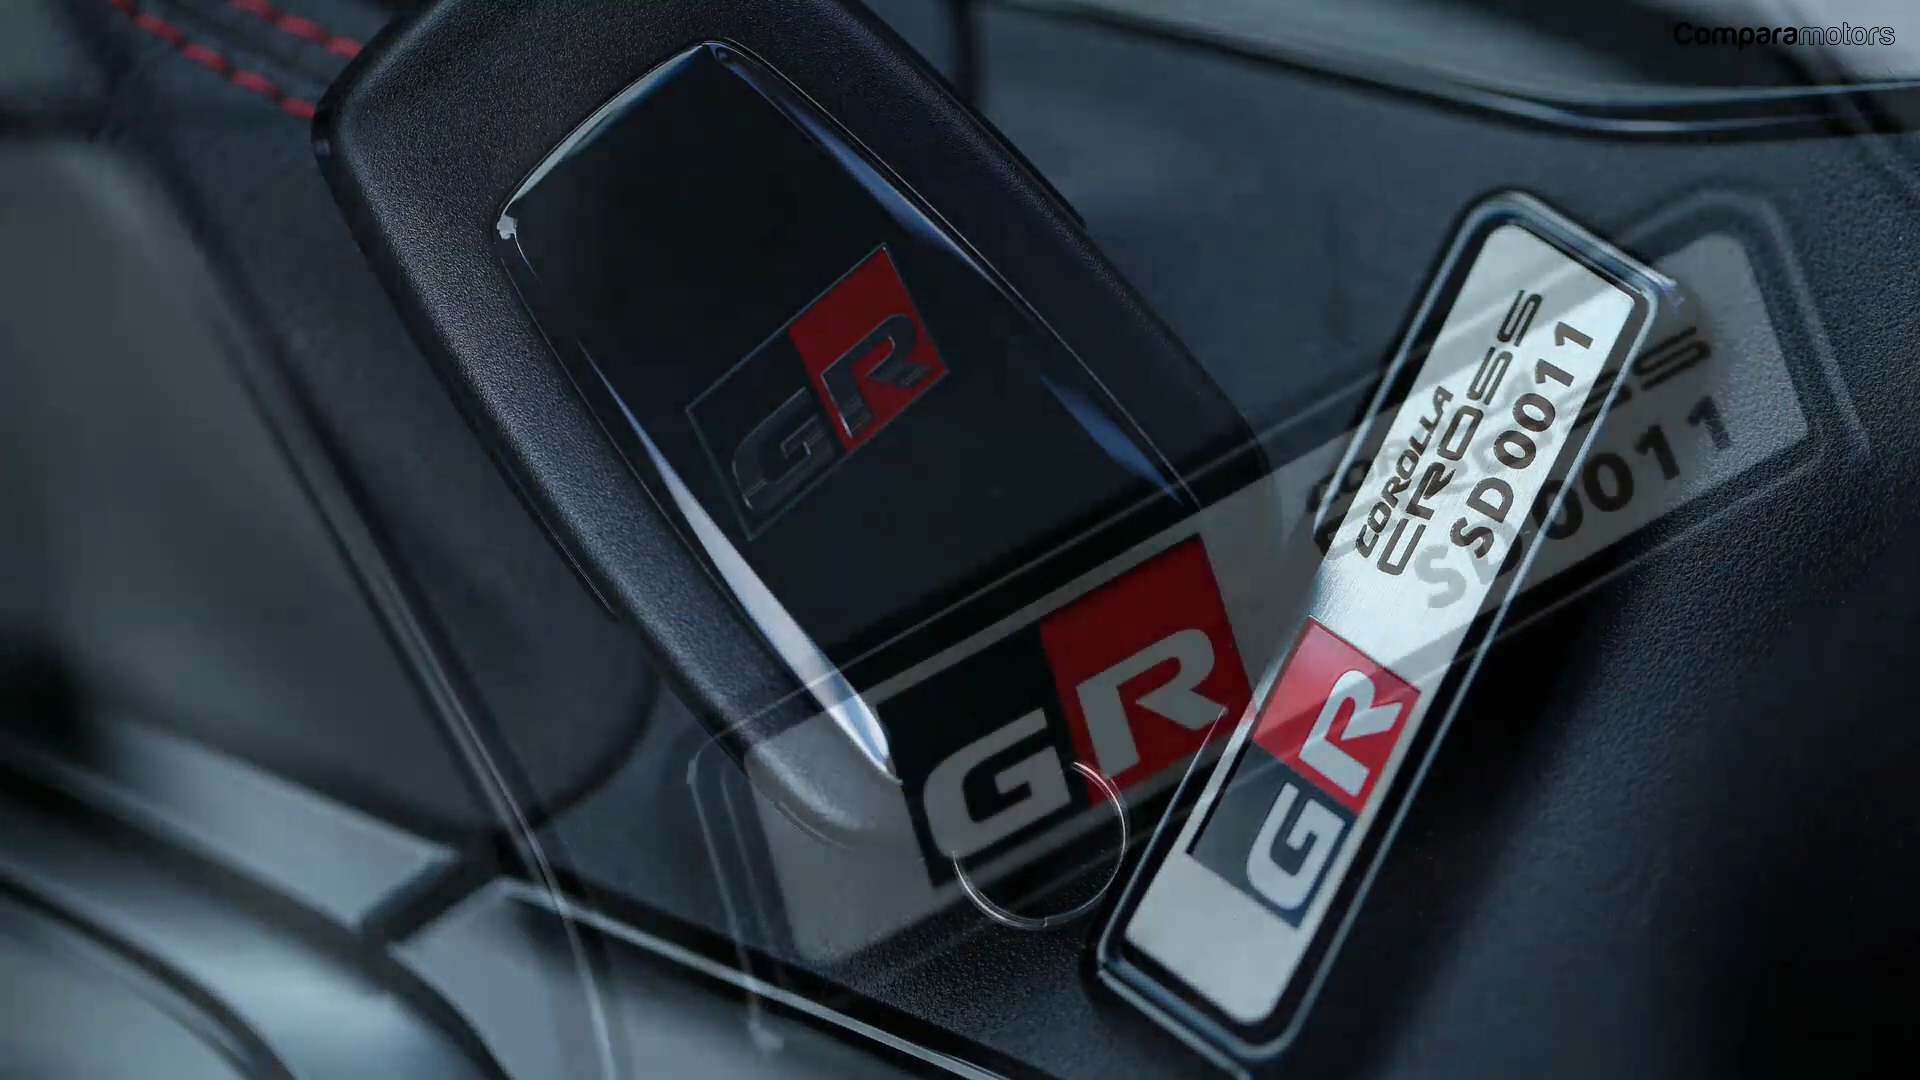 Comparamotors
GR
COROLLA
CROSS
SD0011
GR
GR
SD0011